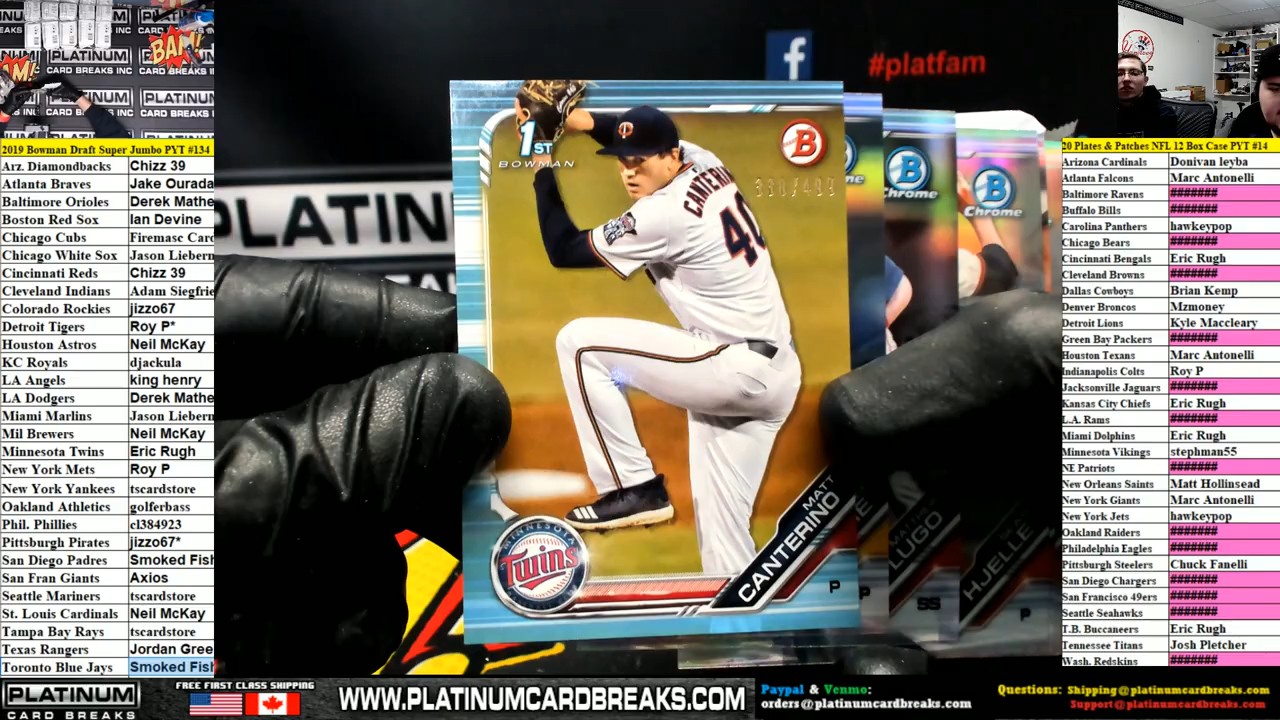 PLATINUM
CARD BREAKS INC
BAM!
#platfam
2019 Bowman Draft Super Jumbo PYT #134
Arz. Diamondbacks Chizz 39
Atlanta Braves Jake Ourada
Baltimore Orioles Derek Mathe
Boston Red Sox Ian Devine
Chicago Cubs Firemasc Card
Chicago White Sox Jason Liebern
Cincinnati Reds Chizz 39
Cleveland Indians Adam Siegfrie
Colorado Rockies jizzo67
Detroit Tigers Roy P*
Houston Astros Neil McKay
KC Royals djackula
LA Angels king henry
LA Dodgers Derek Mathe
Miami Marlins Jason Liebern
Mil Brewers Neil McKay
Minnesota Twins Eric Rugh
New York Mets Roy P
New York Yankees tscardstore
Oakland Athletics golferbass
Phil. Phillies cl384923
Pittsburgh Pirates jizzo67*
San Diego Padres Smoked Fish
San Fran Giants Axios
Seattle Mariners tscardstore
St. Louis Cardinals Neil McKay
Tampa Bay Rays tscardstore
Texas Rangers Jordan Gree
Toronto Blue Jays Smoked Fish
1ST
BOWMAN
B
Chrome
Chrome
CANTERINO
40
MINNESOTA
Twins
MATT
CANTERINO
P
P
SS
HJELLE
P
20 Plates & Patches NFL 12 Box Case PYT #14
Arizona Cardinals Donivan leyba
Atlanta Falcons Marc Antonelli
Baltimore Ravens #######
Buffalo Bills #######
Carolina Panthers hawkeypop
Chicago Bears #######
Cincinnati Bengals Eric Rugh
Cleveland Browns #######
Dallas Cowboys Brian Kemp
Denver Broncos Mzmoney
Detroit Lions Kyle Maccleary
Green Bay Packers #######
Houston Texans Marc Antonelli
Indianapolis Colts Roy P
Jacksonville Jaguars #######
Kansas City Chiefs Eric Rugh
L.A. Rams #######
Miami Dolphins Eric Rugh
Minnesota Vikings stephman55
NE Patriots #######
New Orleans Saints Matt Hollinsead
New York Giants Marc Antonelli
New York Jets hawkeypop
Oakland Raiders #######
Philadelphia Eagles #######
Pittsburgh Steelers Chuck Fanelli
San Diego Chargers #######
San Francisco 49ers #######
Seattle Seahawks #######
T.B. Buccaneers Eric Rugh
Tennessee Titans Josh Pletcher
Wash. Redskins #######
PLATINUM
CARD BREAKS
FREE FIRST CLASS SHIPPING
WWW.PLATINUMCARDBREAKS.COM
Paypal & Venmo:
orders@platinumcardbreaks.com
Questions: Shipping@platinumcardbreaks.com
Support@platinumcardbreaks.com